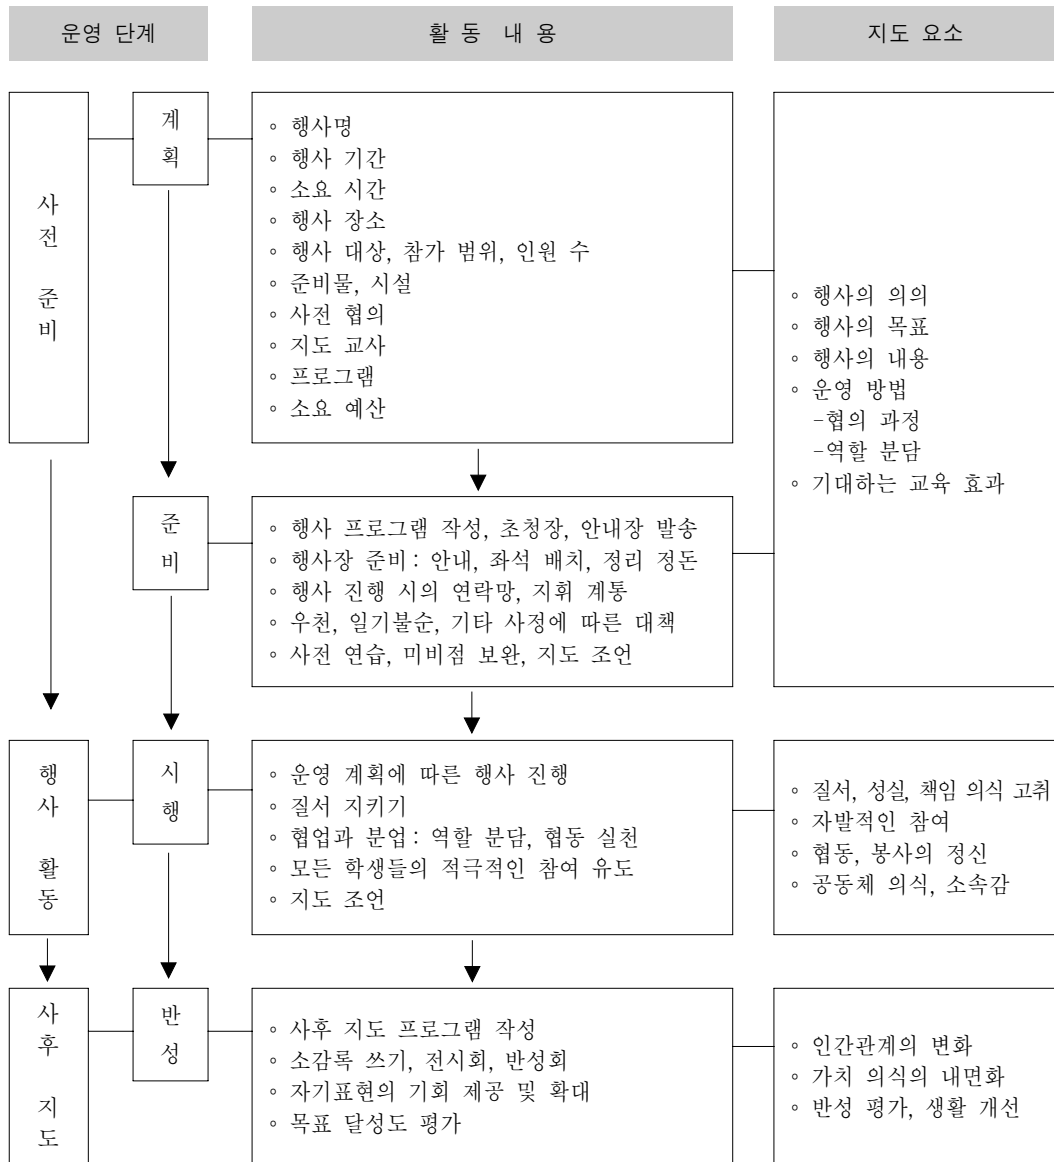 운영 단계
활 동 내 용
지도 요소
사전 준비
계획
◦ 행사명
◦ 행사 기간
◦ 소요 시간
◦ 행사 장소
◦ 행사 대상, 참가 범위, 인원 수
◦ 준비물, 시설
◦ 사전 협의
◦ 지도 교사
◦ 프로그램
◦ 소요 예산
◦ 행사의 의의
◦ 행사의 목표
◦ 행사의 내용
◦ 운영 방법
-협의 과정
-역할 분담
◦ 기대하는 교육 효과
준비
◦ 행사 프로그램 작성, 초청장, 안내장 발송
◦ 행사장 준비 : 안내, 좌석 배치, 정리 정돈
◦ 행사 진행 시의 연락망, 지휘 계통
◦ 우천, 일기불순, 기타 사정에 따른 대책
◦ 사전 연습, 미비점 보완, 지도 조언
행사 활동
시행
◦ 운영 계획에 따른 행사 진행
◦ 질서 지키기
◦ 협업과 분업 : 역할 분담, 협동 실천
◦ 모든 학생들의 적극적인 참여 유도
◦ 지도 조언
◦ 질서, 성실, 책임 의식 고취
◦ 자발적인 참여
◦ 협동, 봉사의 정신
◦ 공동체 의식, 소속감
사후 지도
반성
◦ 사후 지도 프로그램 작성
◦ 소감록 쓰기, 전시회, 반성회
◦ 자기표현의 기회 제공 및 확대
◦ 목표 달성도 평가
◦ 인간관계의 변화
◦ 가치 의식의 내면화
◦ 반성 평가, 생활 개선